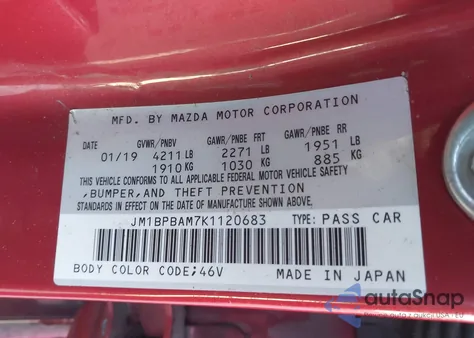 MFD. BY MAZDA MOTOR CORPORATION
DATE GVWR/PNBV GAWR/PNBE FRT GAWR/PNBE RR
01/19 4211 LB 2271 LB 1951 LB
1910 KG 1030 KG 885 KG
THIS VEHICLE CONFORMS TO ALL APPLICABLE FEDERAL MOTOR VEHICLE SAFETY
,BUMPER,AND THEFT PREVENTION
STANDARDS IN EFFECT ON THE DATE OF MANUFACTURE SHOWN ABOVE.
JM1BPBAM7K1120683 TYPE: PASS CAR
BODY COLOR CODE;46V MADE IN JAPAN
autoSnap